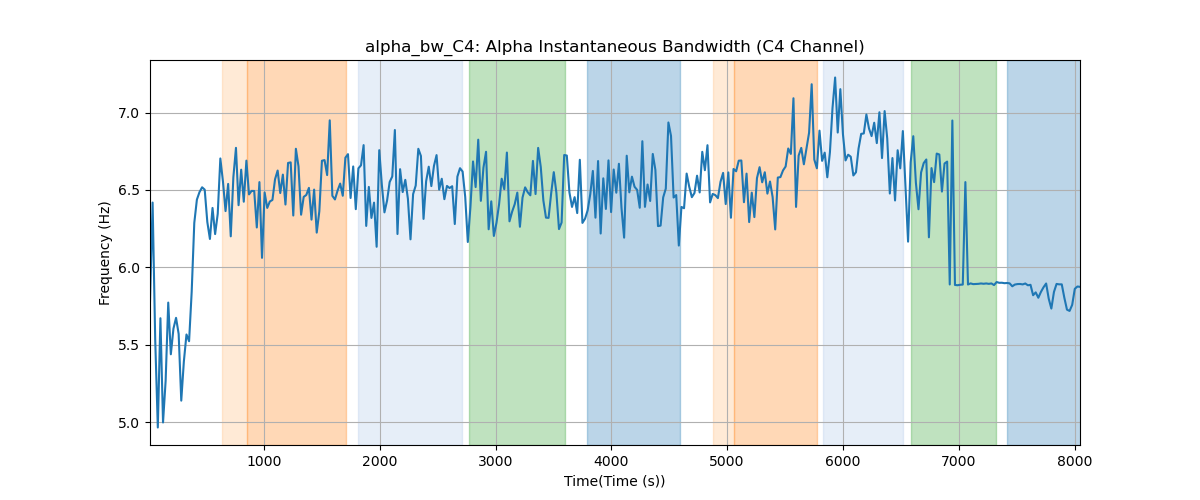 alpha_bw_C4: Alpha Instantaneous Bandwidth (C4 Channel)
Frequency (Hz)
7.0
6.5
6.0
5.5
5.0
1000 2000 3000 4000 5000 6000 7000 8000
Time(Time (s))